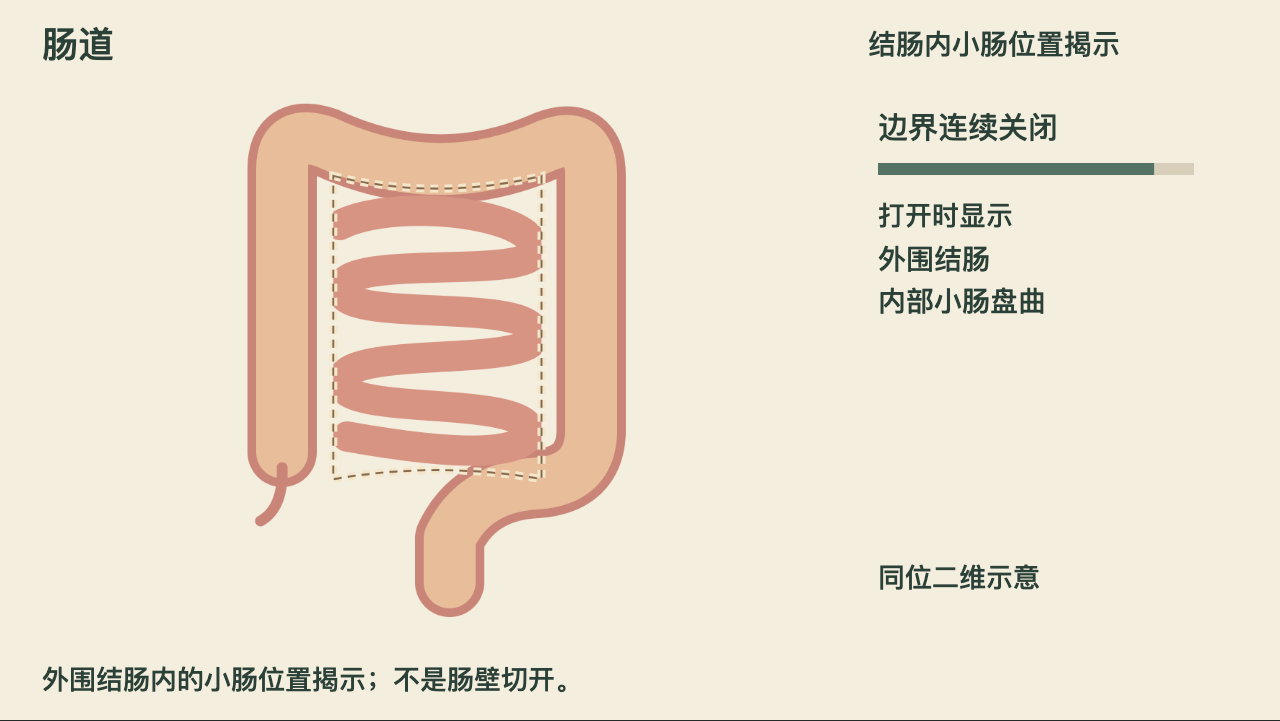 肠道
结肠内小肠位置揭示
边界连续关闭
打开时显示
外围结肠
内部小肠盘曲
同位二维示意
外围结肠内的小肠位置揭示；不是肠壁切开。